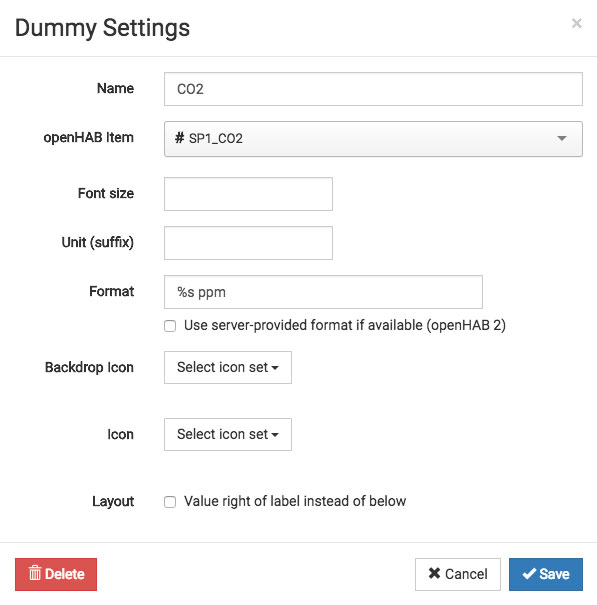 Dummy Settings ×
Name CO2
openHAB Item # SP1_CO2
Font size
Unit (suffix)
Format %s ppm
Use server-provided format if available (openHAB 2)
Backdrop Icon Select icon set
Icon Select icon set
Layout Value right of label instead of below
Delete Cancel Save